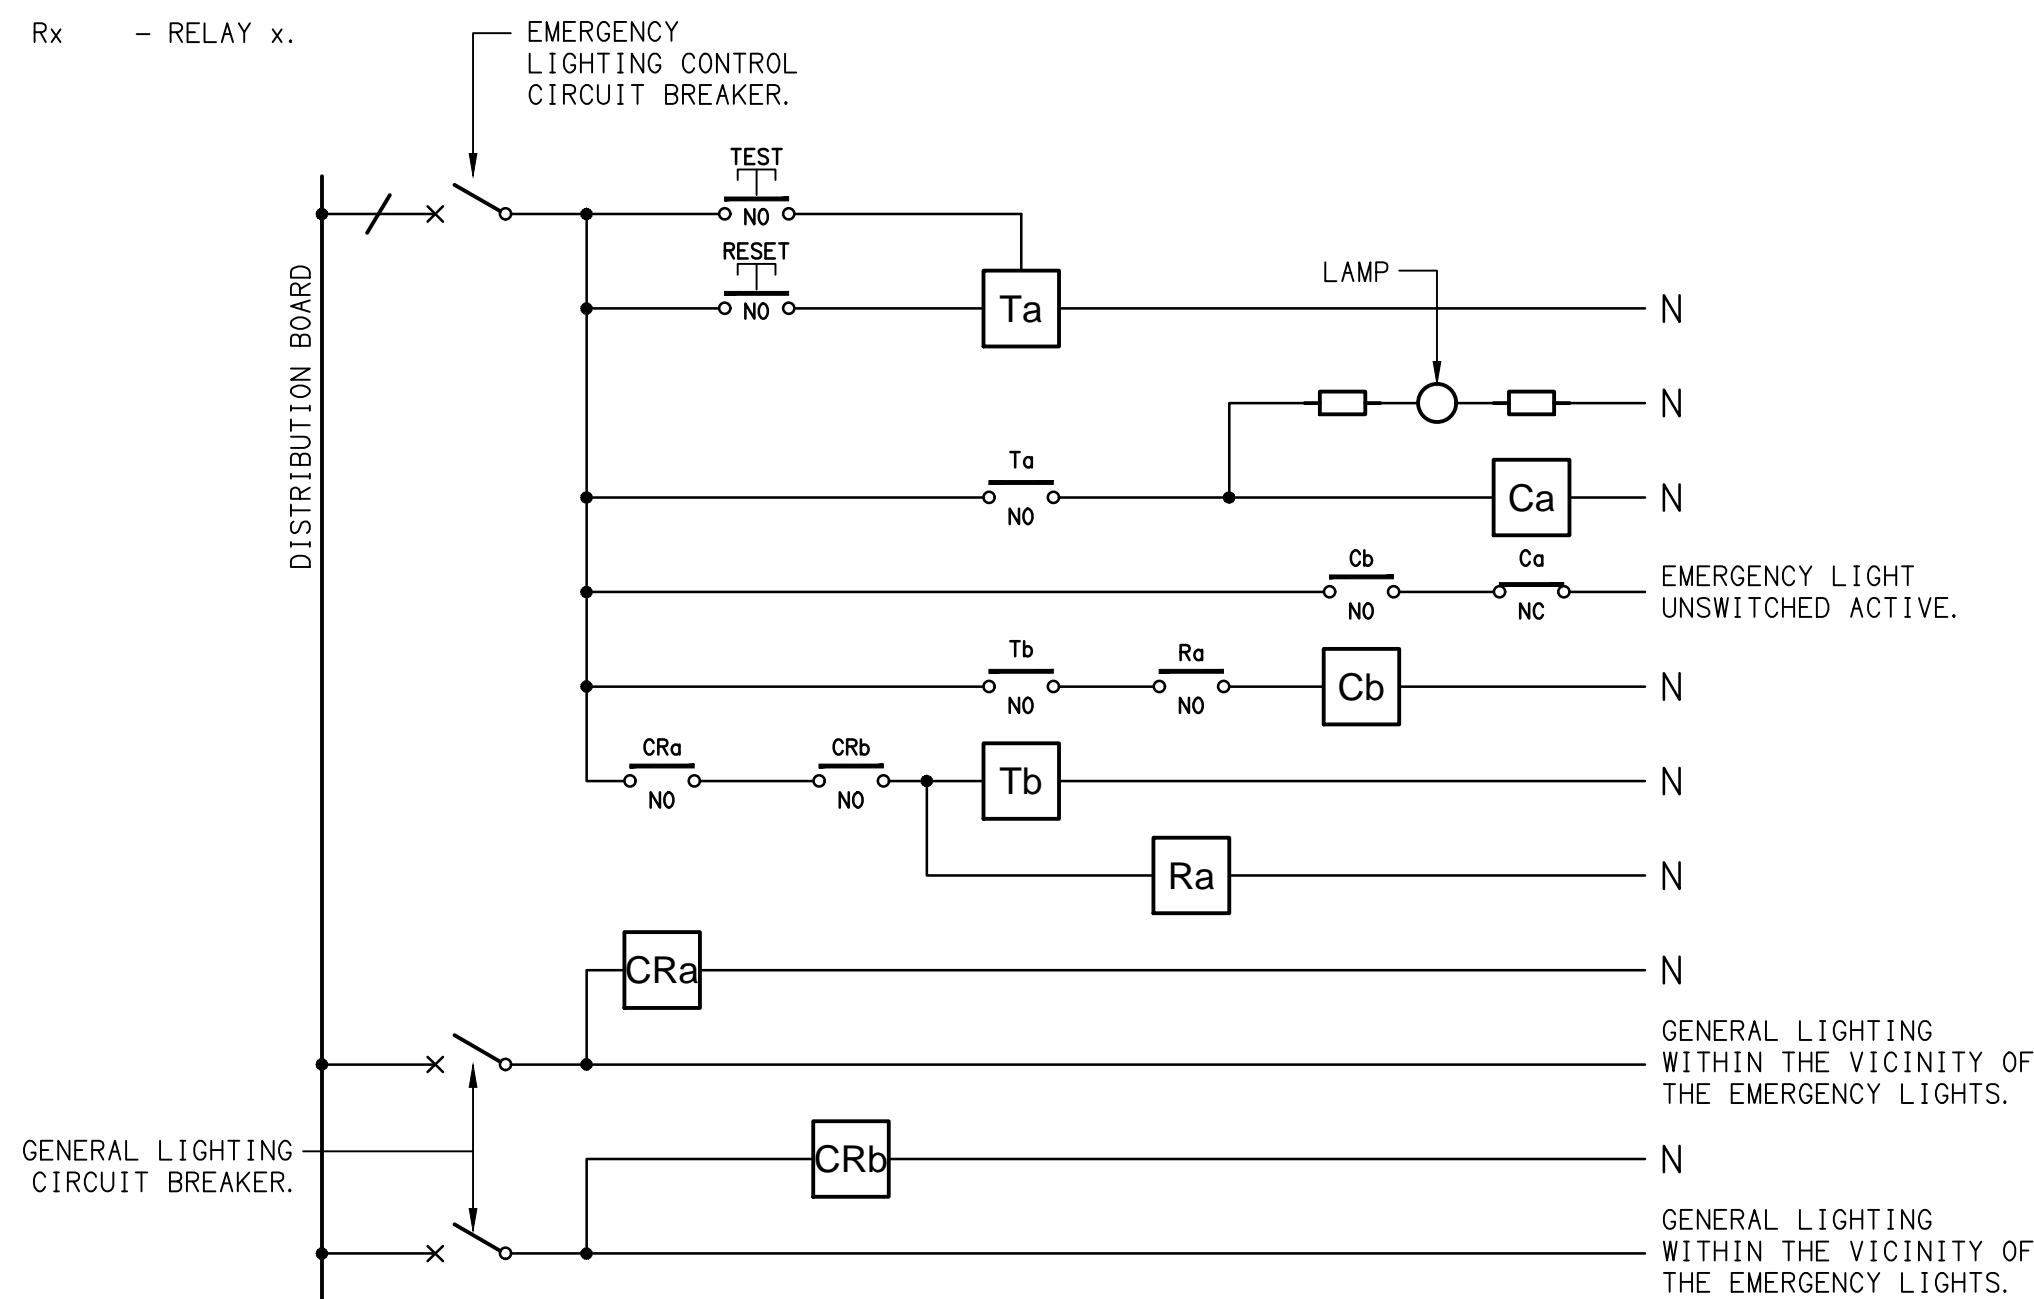 Rx - RELAY x.
EMERGENCY
LIGHTING CONTROL
CIRCUIT BREAKER.
TEST
NO
RESET
NO
DISTRIBUTION BOARD
Ta
N
LAMP
N
Ta
NO
Ca
N
Cb
NO
Ca
NC
EMERGENCY LIGHT
UNSWITCHED ACTIVE.
Tb
NO
Ra
NO
Cb
N
CRa
NO
CRb
NO
Tb
N
Ra
N
CRa
N
GENERAL LIGHTING
WITHIN THE VICINITY OF
THE EMERGENCY LIGHTS.
GENERAL LIGHTING
CIRCUIT BREAKER.
CRb
N
GENERAL LIGHTING
WITHIN THE VICINITY OF
THE EMERGENCY LIGHTS.